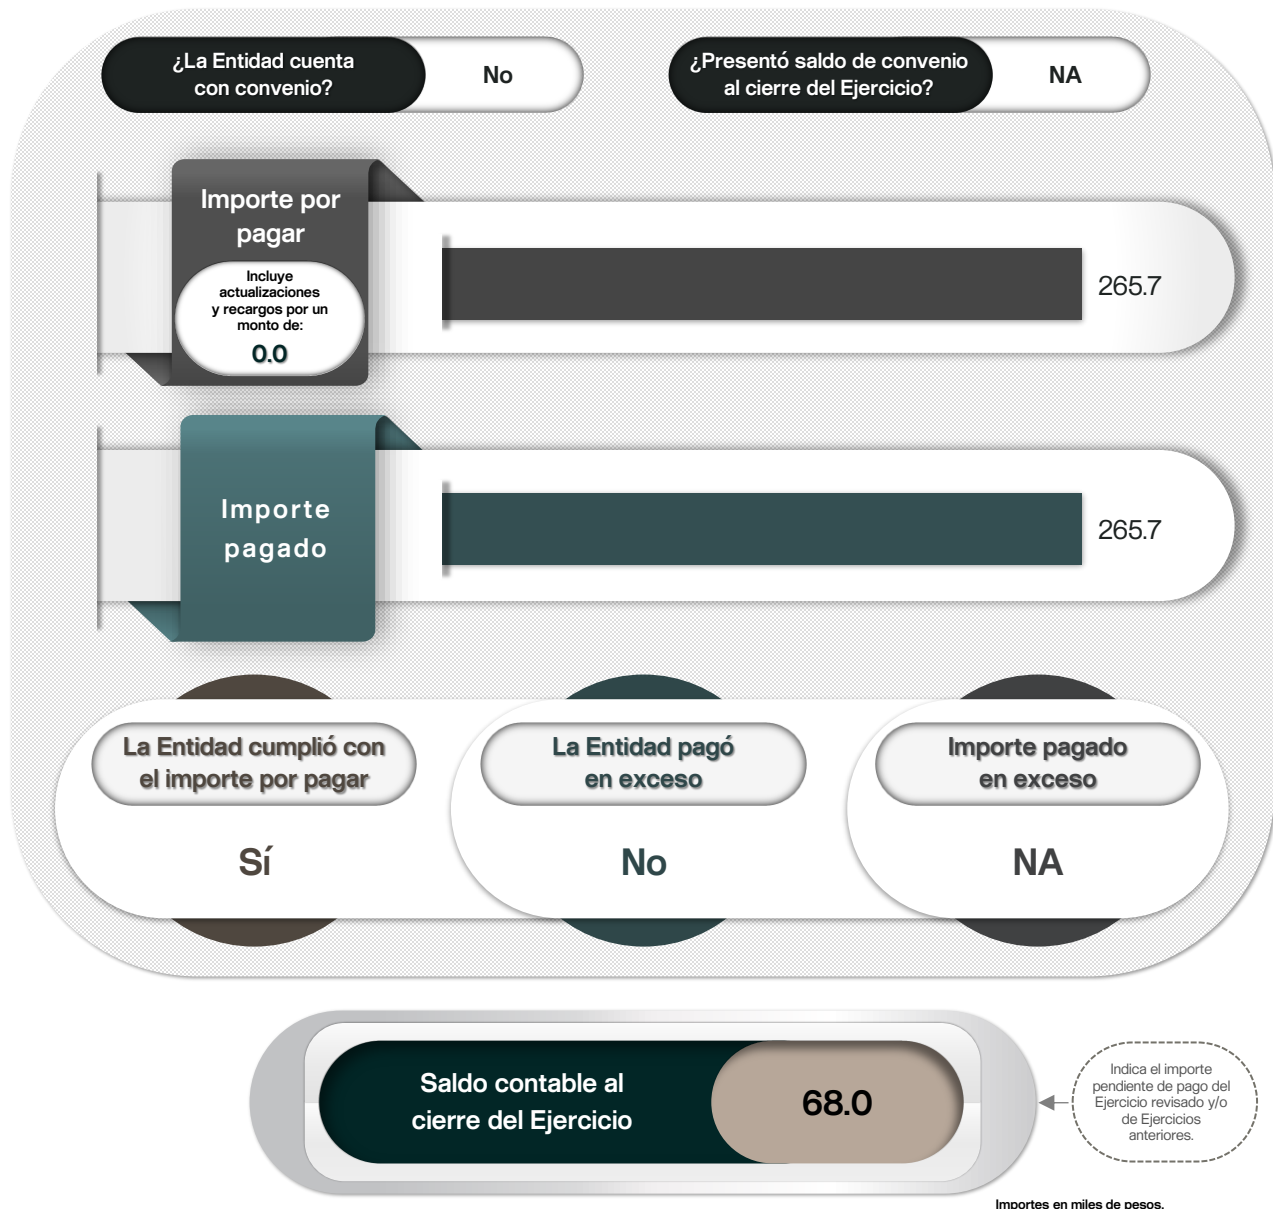 ¿La Entidad cuenta
con convenio?
No
¿Presentó saldo de convenio
al cierre del Ejercicio?
NA
Importe por
pagar
Incluye
actualizaciones
y recargos por un
monto de:
0.0
265.7
Importe
pagado
265.7
La Entidad cumplió con
el importe por pagar
Sí
La Entidad pagó
en exceso
No
Importe pagado
en exceso
NA
Saldo contable al
cierre del Ejercicio
68.0
Indica el importe
pendiente de pago del
Ejercicio revisado y/o
de Ejercicios
anteriores.
Importes en miles de pesos.